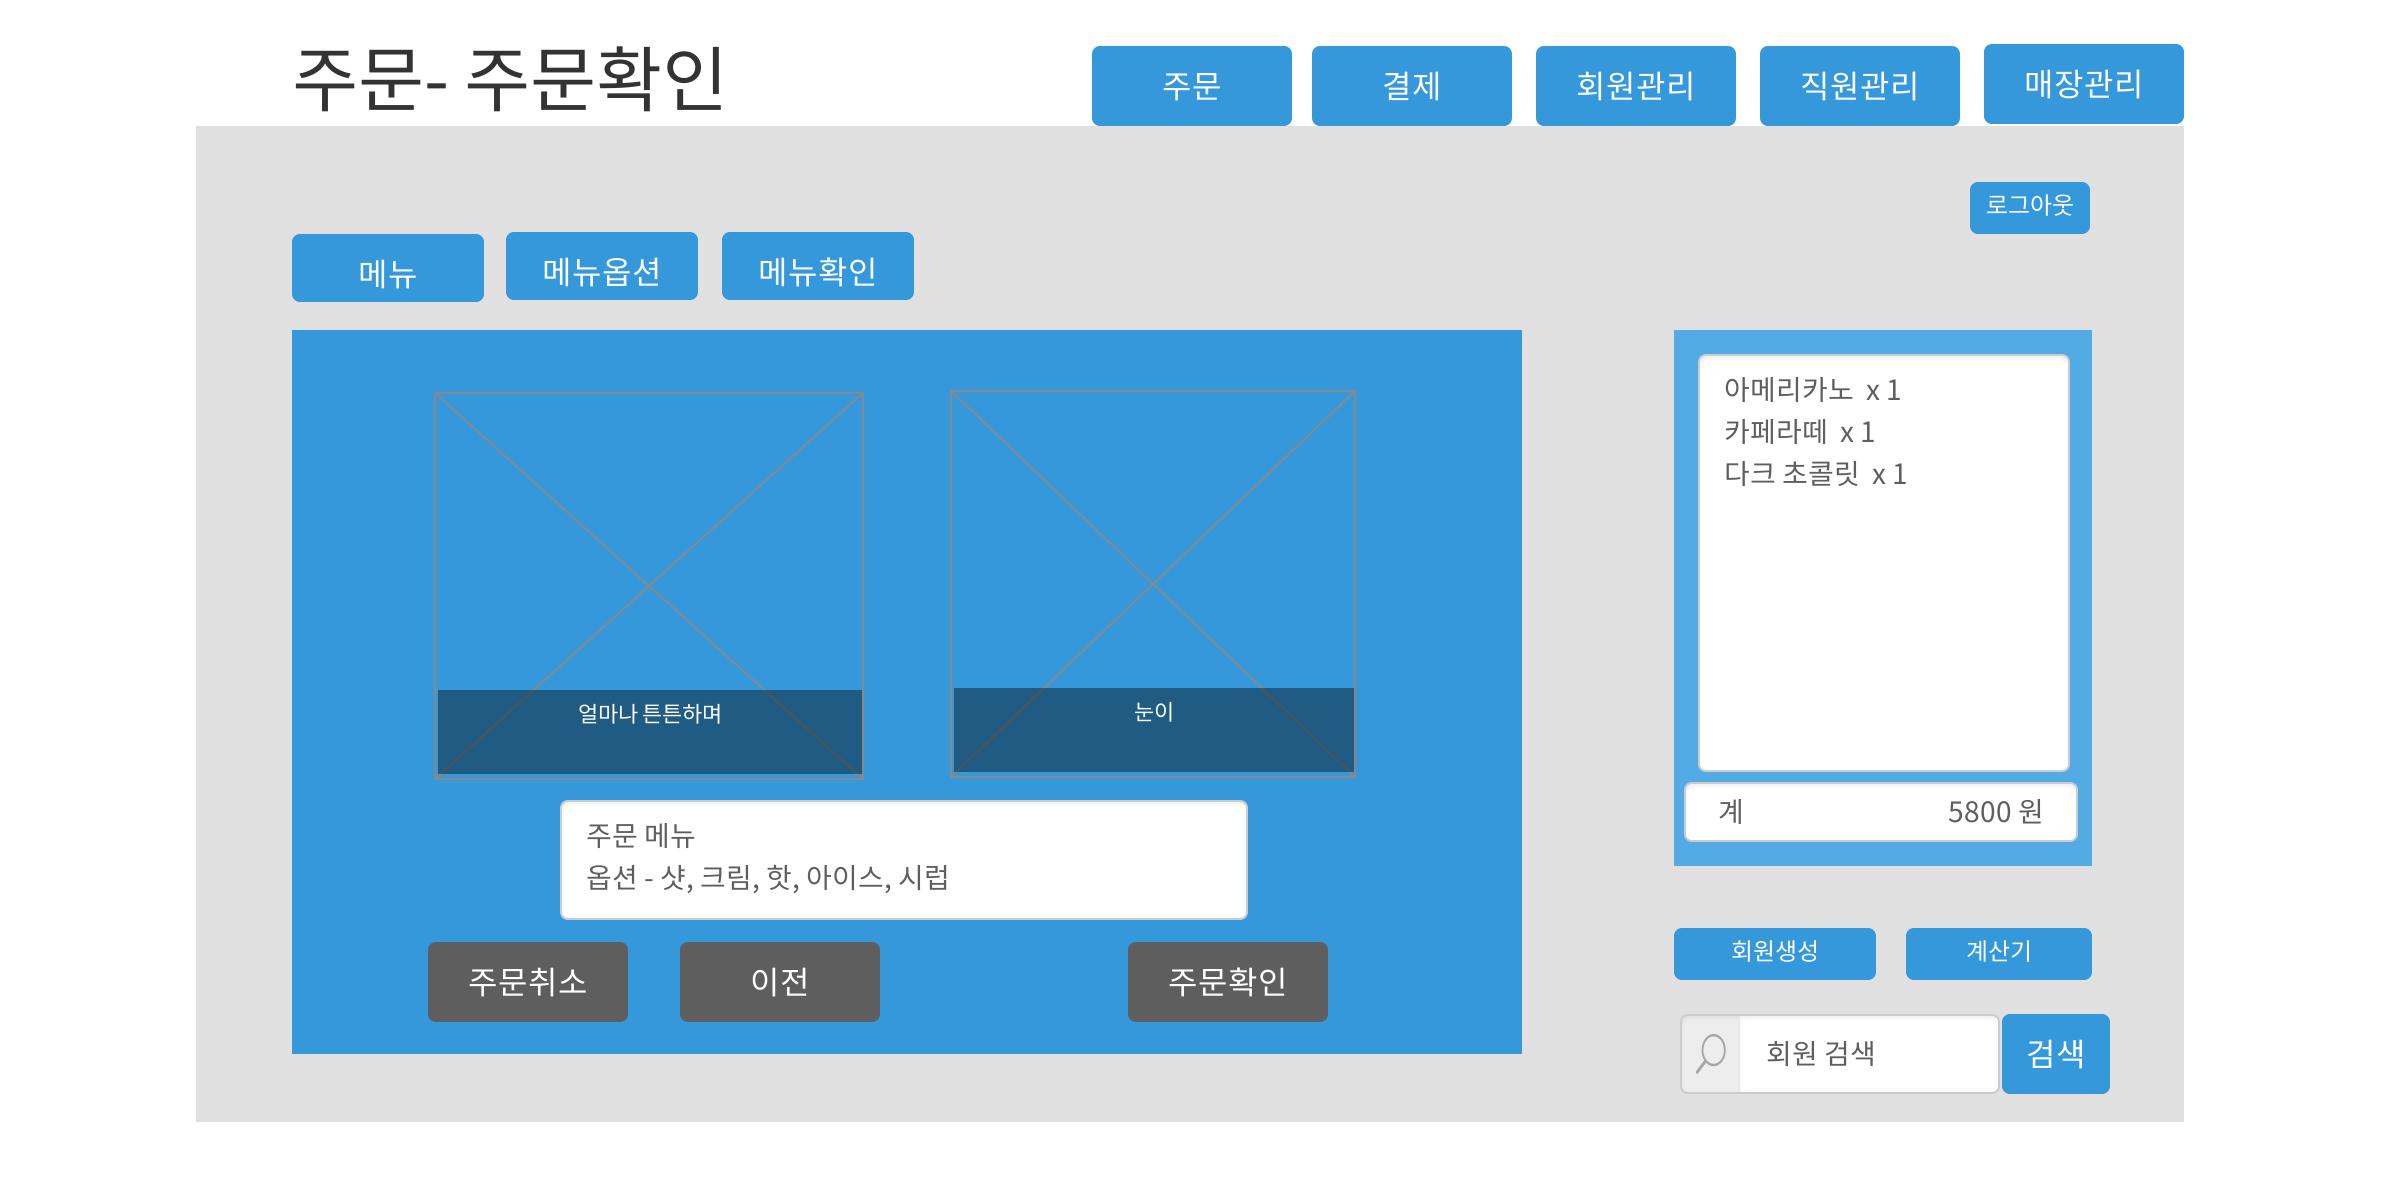 주문- 주문확인
주문
결제
회원관리
직원관리
매장관리
로그아웃
메뉴
메뉴옵션
메뉴확인
얼마나 튼튼하며
눈이
주문 메뉴
옵션 - 샷, 크림, 핫, 아이스, 시럽
주문취소
이전
주문확인
아메리카노 x 1
카페라떼 x 1
다크 초콜릿 x 1
계 5800 원
회원생성
계산기
회원 검색
검색